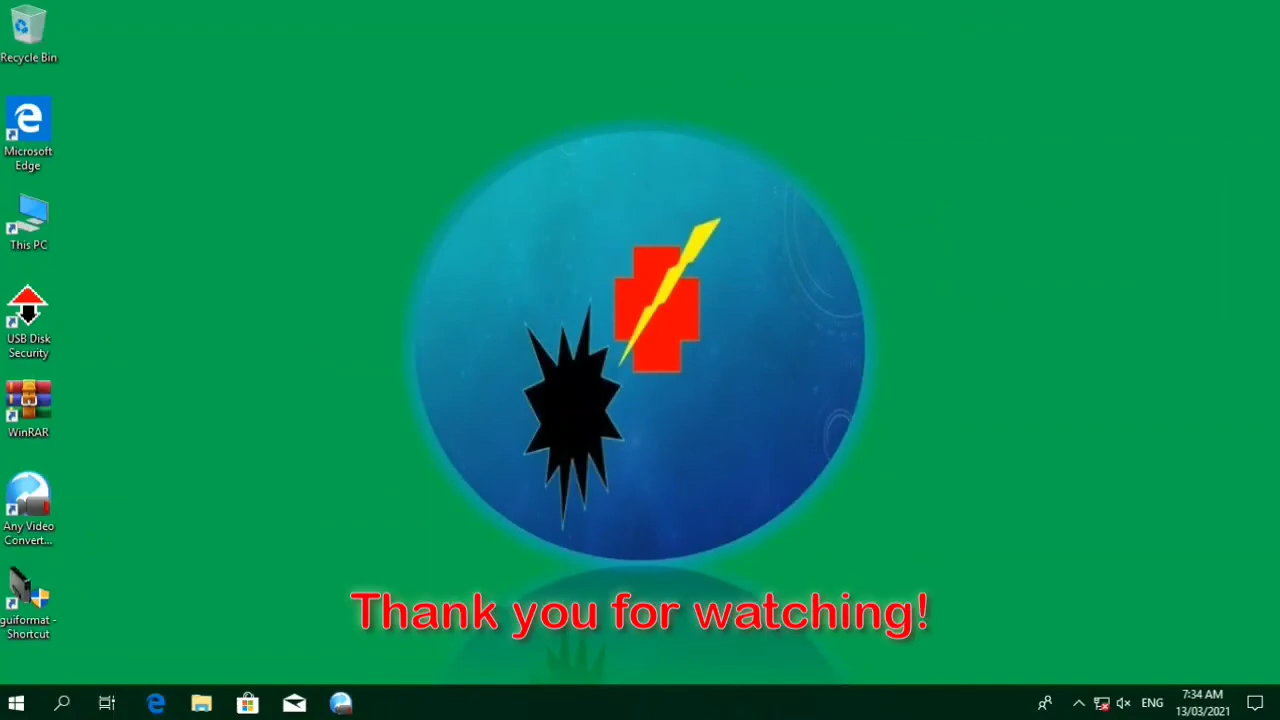 Recycle Bin
Microsoft
Edge
This PC
USB Disk
Security
WinRAR
Any Video
Convert...
guiformat -
Shortcut
Thank you for watching!
ENG
7:34 AM
13/03/2021